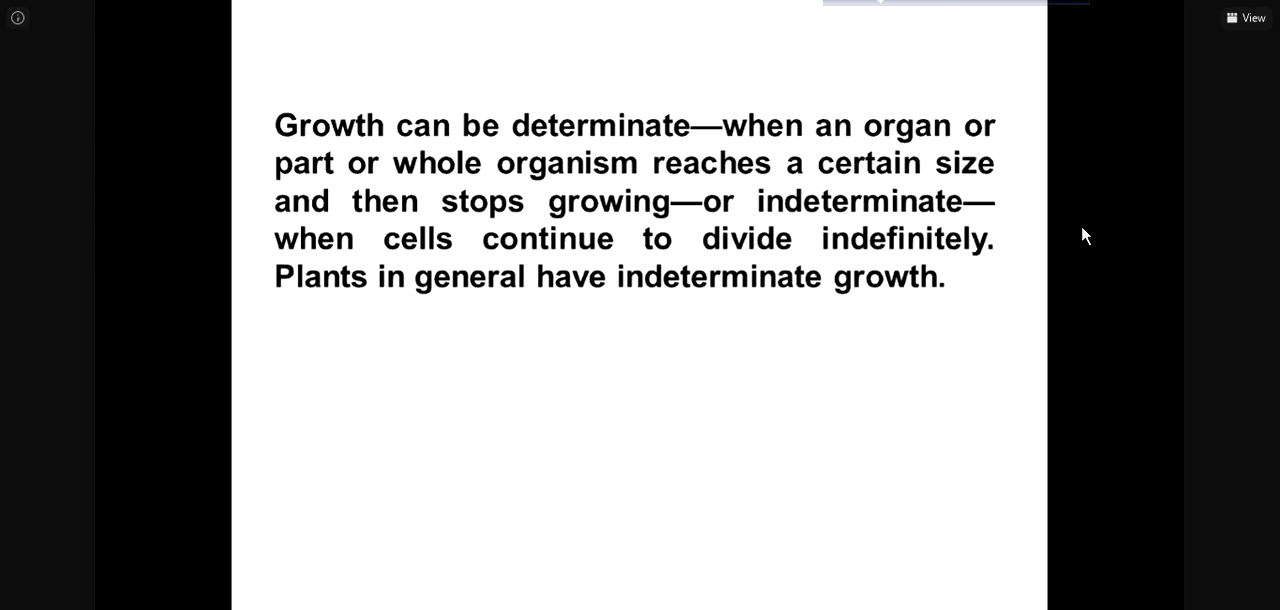 View
Growth can be determinate—when an organ or
part or whole organism reaches a certain size
and then stops growing—or indeterminate—
when cells continue to divide indefinitely.
Plants in general have indeterminate growth.